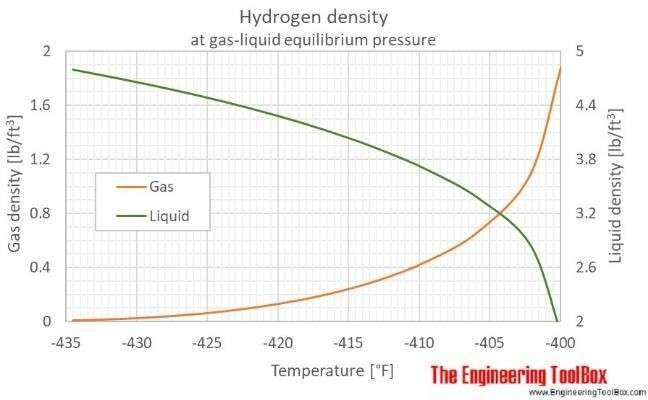 Hydrogen density
at gas-liquid equilibrium pressure
2
1.6
1.2
0.8
0.4
0
Gas density [lb/ft³]
5
4.4
3.8
3.2
2.6
2
Liquid density [lb/ft³]
Gas
Liquid
-435 -430 -425 -420 -415 -410 -405 -400
Temperature [°F]
The Engineering ToolBox
www.EngineeringToolBox.com